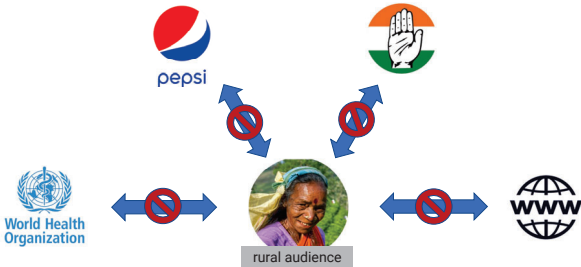 pepsi
World Health
Organization
WWW
rural audience